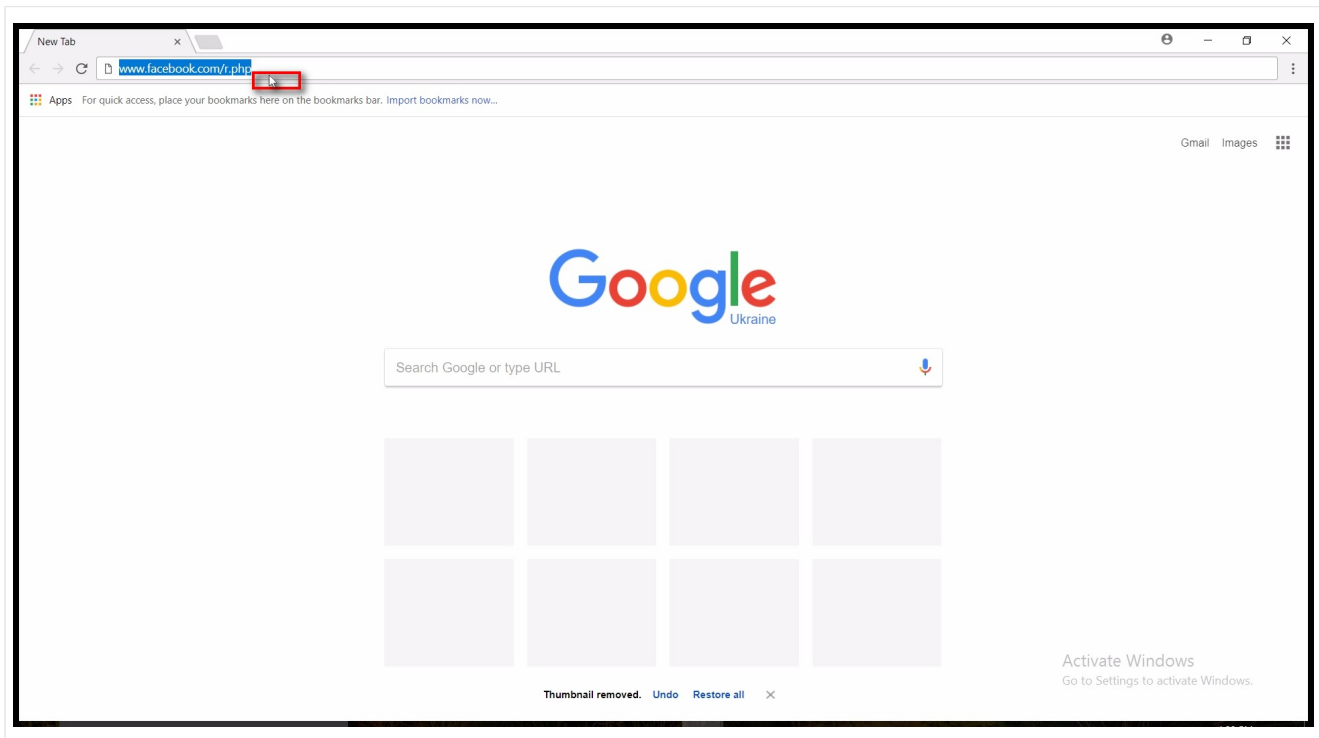 New Tab
www.facebook.com/r.php
Apps For quick access, place your bookmarks here on the bookmarks bar. Import bookmarks now...
Gmail Images
Google
Ukraine
Search Google or type URL
Activate Windows
Go to Settings to activate Windows.
Thumbnail removed. Undo Restore all